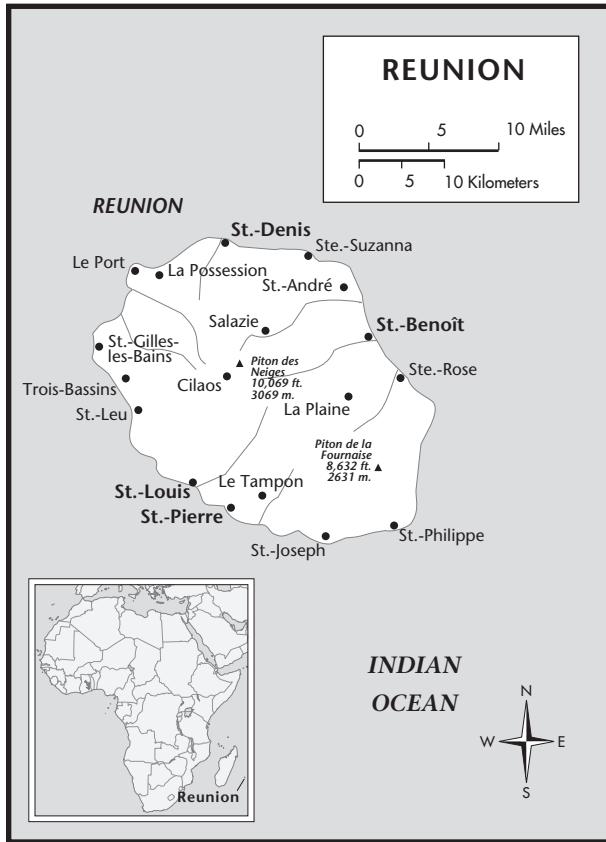 REUNION
0 5 10 Miles
0 5 10 Kilometers
REUNION
St.-Denis
Ste.-Suzanna
Le Port
La Possession
St.-André
Salazie
St.-Benoît
St.-Gilles-
les-Bains
Piton des
Neiges
10,069 ft.
3069 m.
Ste.-Rose
Trois-Bassins
Cilaos
La Plaine
St.-Leu
Piton de la
Fournaise
8,632 ft.
2631 m.
St.-Louis
Le Tampon
St.-Pierre
St.-Philippe
St.-Joseph
INDIAN
OCEAN
N
W E
S
Reunion